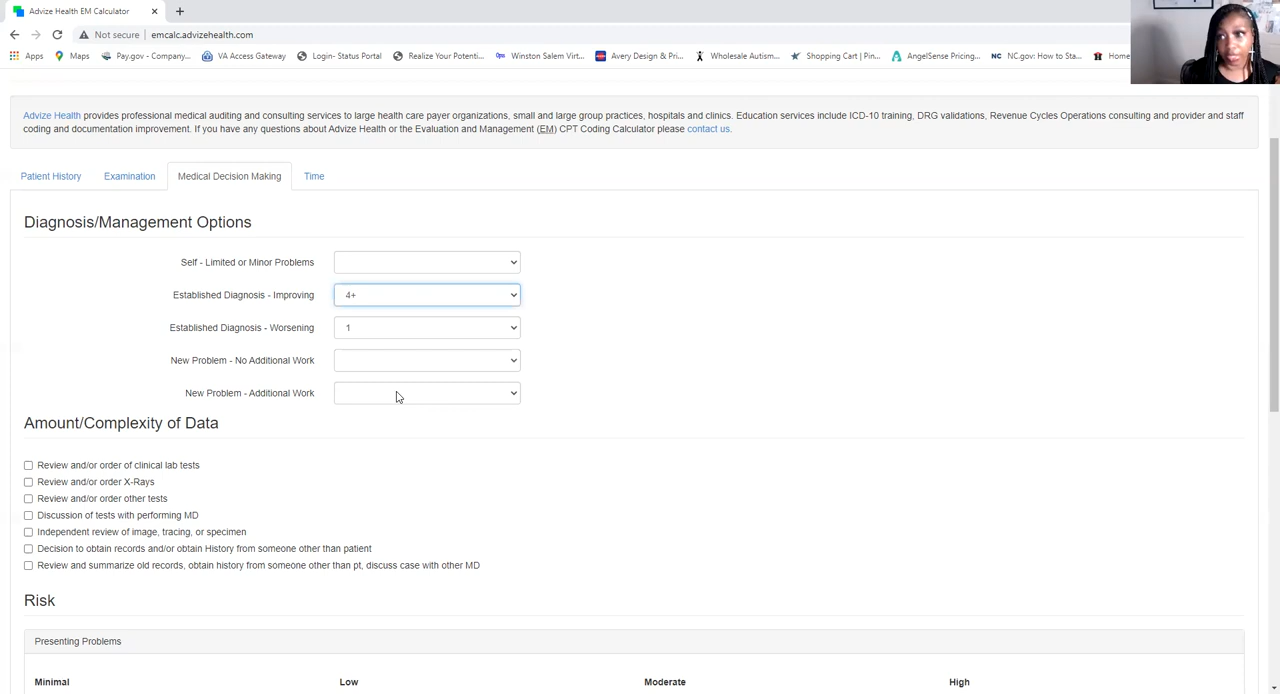 Advize Health EM Calculator
Not secure | emcalc.advizehealth.com
Apps Maps Pay.gov - Company... VA Access Gateway Login- Status Portal Realize Your Potenti... Winston Salem Virt... Avery Design & Pri... Wholesale Autism... Shopping Cart | Pin... AngelSense Pricing... NC NC.gov: How to Sta... Home
Advize Health provides professional medical auditing and consulting services to large health care payer organizations, small and large group practices, hospitals and clinics. Education services include ICD-10 training, DRG validations, Revenue Cycles Operations consulting and provider and staff
coding and documentation improvement. If you have any questions about Advize Health or the Evaluation and Management (EM) CPT Coding Calculator please contact us.
Patient History Examination Medical Decision Making Time
Diagnosis/Management Options
Self - Limited or Minor Problems
Established Diagnosis - Improving 4+
Established Diagnosis - Worsening 1
New Problem - No Additional Work
New Problem - Additional Work
Amount/Complexity of Data
Review and/or order of clinical lab tests
Review and/or order X-Rays
Review and/or order other tests
Discussion of tests with performing MD
Independent review of image, tracing, or specimen
Decision to obtain records and/or obtain History from someone other than patient
Review and summarize old records, obtain history from someone other than pt, discuss case with other MD
Risk
Presenting Problems
Minimal Low Moderate High